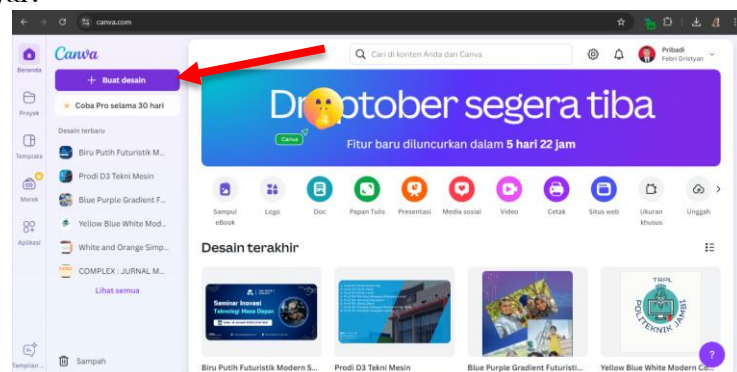 canva.com
Beranda
Proyek
Template
Merek
Aplikasi
Tampilan ..
Canva
Buat desain
Coba Pro selama 30 hari
Desain terbaru
Biru Putih Futuristik M...
Prodi D3 Tekni Mesin
Blue Purple Gradient F...
Yellow Blue White Mod...
White and Orange Simp...
COMPLEX : JURNAL M...
Lihat semua
Sampah
Cari di konten Anda dan Canva
Pribadi
Febri Dristyan
Dr ptober segera tiba
Canva
Fitur baru diluncurkan dalam 5 hari 22 jam
Sampul eBook
Logo
Doc
Papan Tulis
Presentasi
Media sosial
Video
Cetak
Situs web
Ukuran khusus
Unggah
Desain terakhir
Seminar Inovasi
Teknologi Masa Depan
TRPL
POLITEKNIK JAMBI
?
Biru Putih Futuristik Modern S...
Prodi D3 Tekni Mesin
Blue Purple Gradient Futuristi...
Yellow Blue White Modern Co...